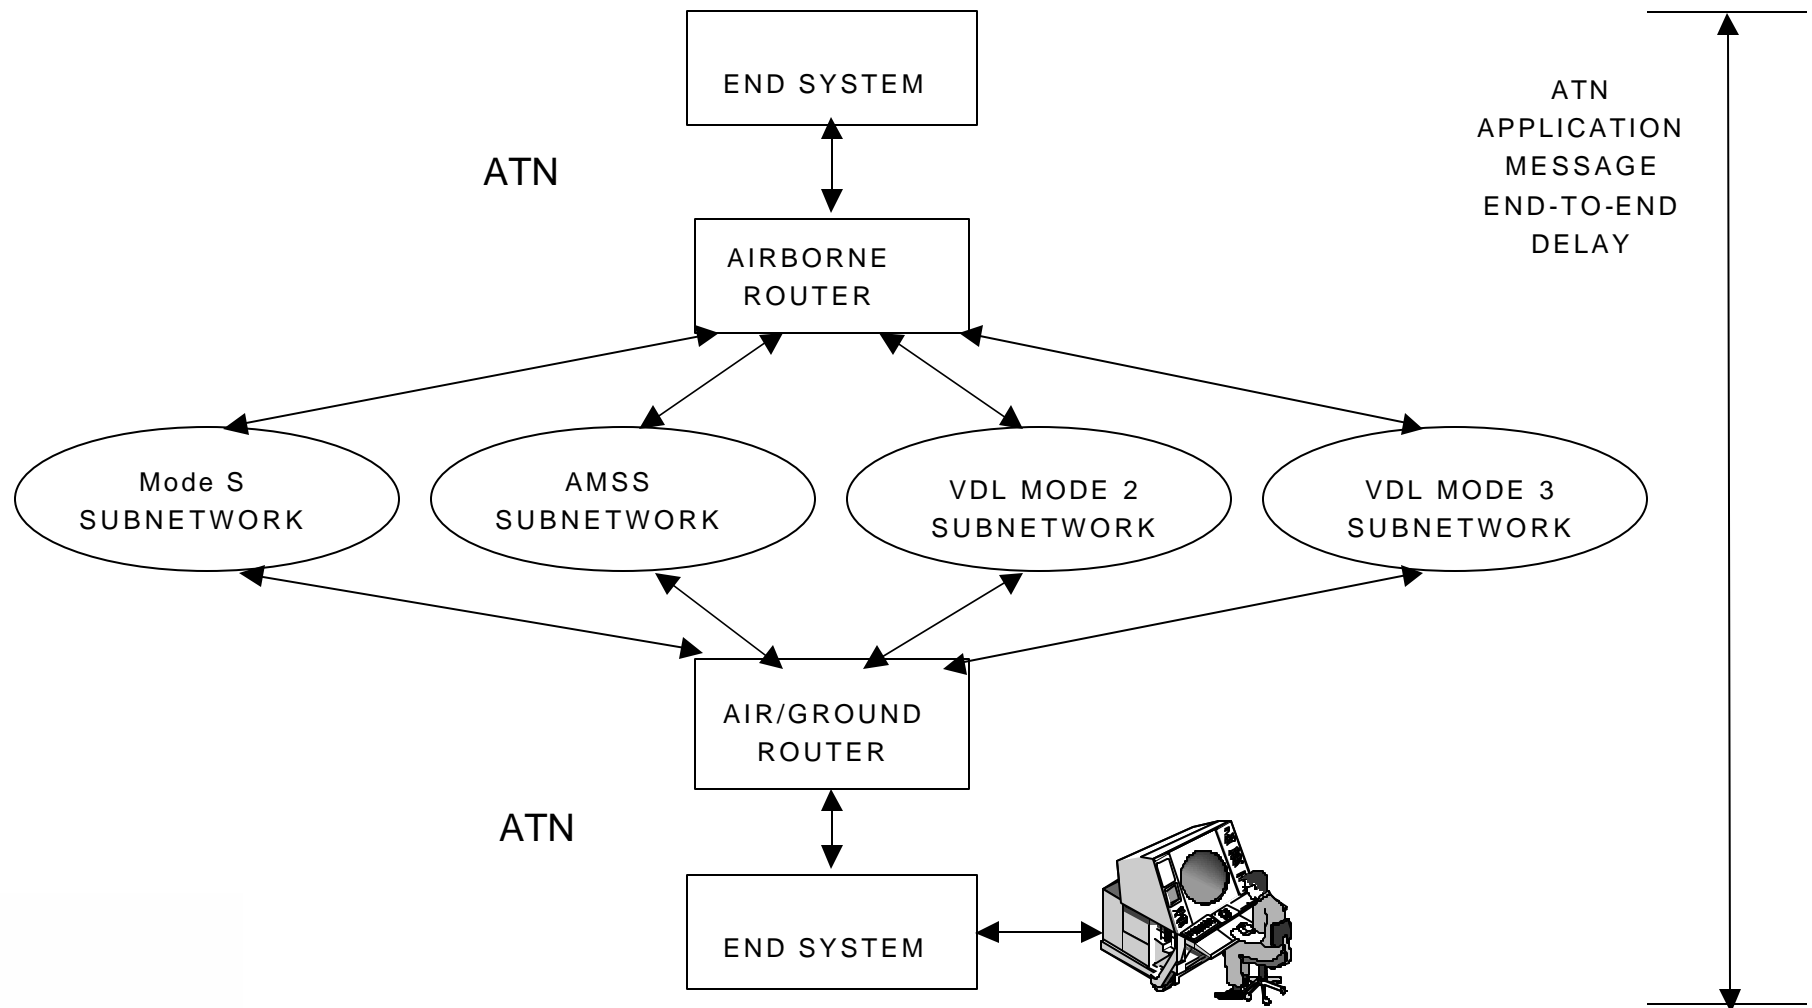 END SYSTEM
ATN
APPLICATION
MESSAGE
END-TO-END
DELAY
ATN
AIRBORNE
ROUTER
Mode S
SUBNETWORK
AMSS
SUBNETWORK
VDL MODE 2
SUBNETWORK
VDL MODE 3
SUBNETWORK
AIR/GROUND
ROUTER
ATN
END SYSTEM